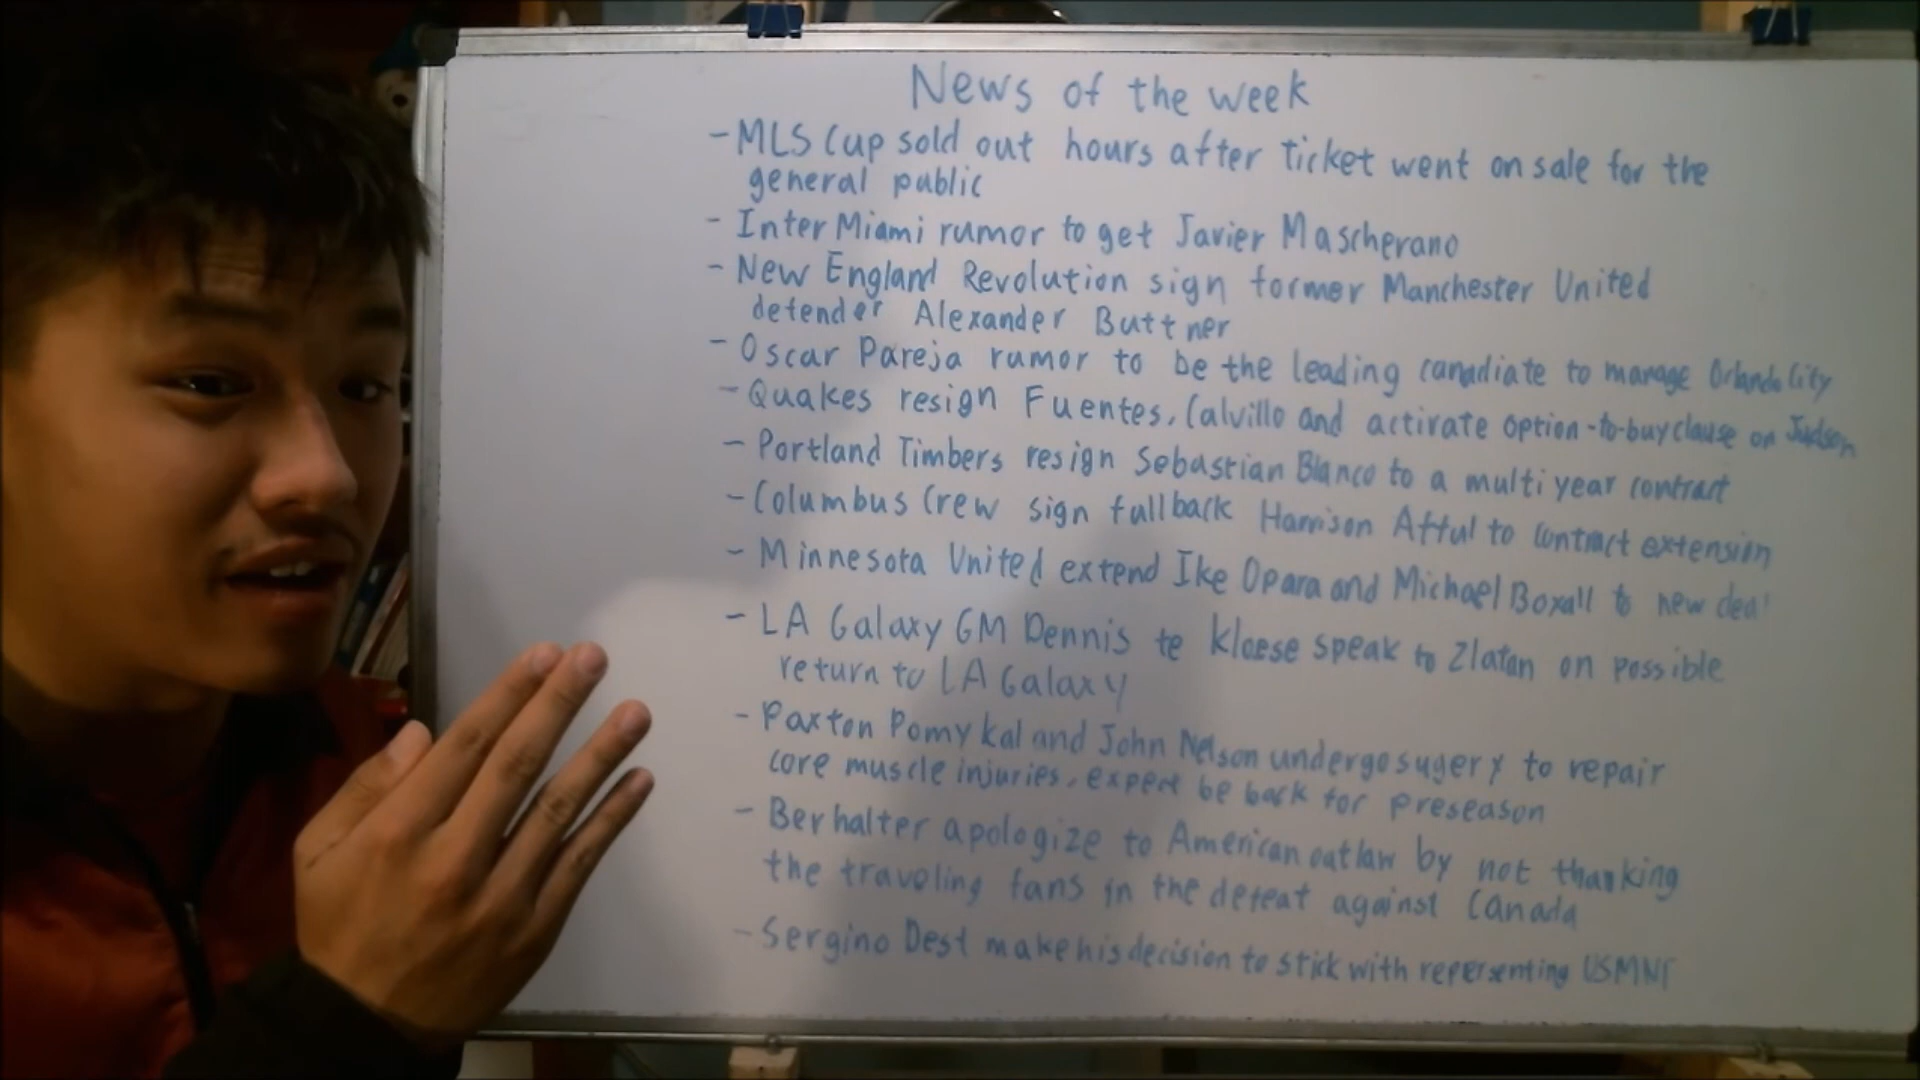 News of the week
- MLS Cup sold out hours after ticket went on sale for the
general public
- Inter Miami rumor to get Javier Mascherano
- New England Revolution sign former Manchester United
defender Alexander Buttner
- Oscar Pareja rumor to be the leading canadiate to manage Orlando City
- Quakes resign Fuentes, Calvillo and activate option-to-buy clause on Judson
- Portland Timbers resign Sebastian Blanco to a multi year contract
- Columbus Crew sign fullback Harrison Afful to contract extension
- Minnesota United extend Ike Opara and Michael Boxall to new deal
- LA Galaxy GM Dennis te kloese speak to Zlatan on possible
return to LA Galaxy
- Paxton Pomykal and John Nelson undergo sugery to repair
core muscle injuries, expect be back for preseason
- Berhalter apologize to American outlaw by not thanking
the traveling fans in the defeat against Canada
- Sergino Dest make his decision to stick with repersenting USMNT